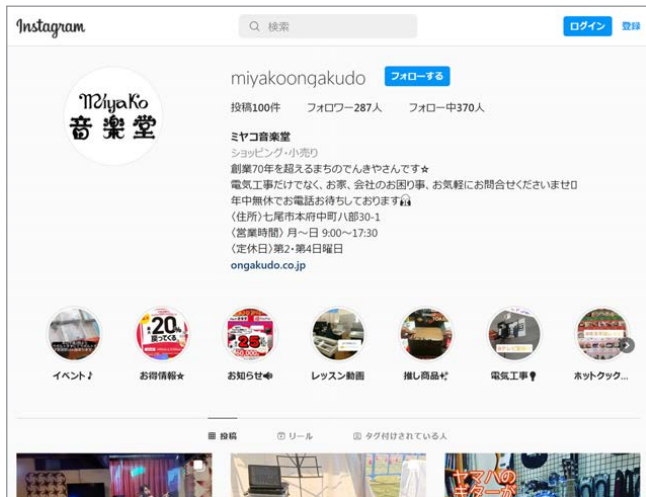 Instagram
検索
ログイン 登録
Miyako
音楽堂
miyakoongakudo フォローする
投稿100件 フォロワー287人 フォロー中370人
ミヤコ音楽堂
ショッピング・小売り
創業70年を超えるまちのでんきやさんです☆
電気工事だけでなく、お家、会社のお困り事、お気軽にお問合せくださいませ
年中無休でお電話お待ちしております🎧
〈住所〉七尾市本府中町八部30-1
〈営業時間〉 月〜日 9:00〜17:30
〈定休日〉第2・第4日曜日
ongakudo.co.jp
20%
戻ってくる
25%
イベント♪ お得情報☆ お知らせ📣 レッスン動画 推し商品 電気工事💡 ホットクック...
投稿 リール タグ付けされている人
ヤマハの
ギターが